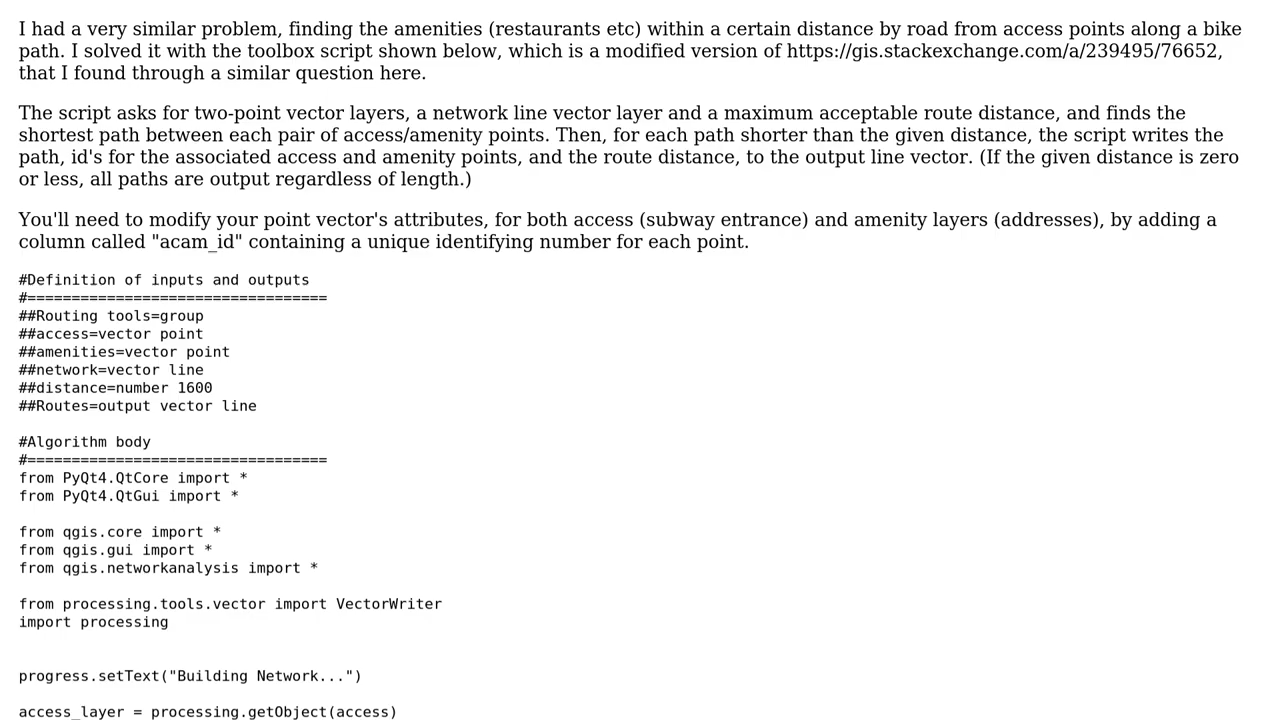 I had a very similar problem, finding the amenities (restaurants etc) within a certain distance by road from access points along a bike
path. I solved it with the toolbox script shown below, which is a modified version of https://gis.stackexchange.com/a/239495/76652,
that I found through a similar question here.
The script asks for two-point vector layers, a network line vector layer and a maximum acceptable route distance, and finds the
shortest path between each pair of access/amenity points. Then, for each path shorter than the given distance, the script writes the
path, id's for the associated access and amenity points, and the route distance, to the output line vector. (If the given distance is zero
or less, all paths are output regardless of length.)
You'll need to modify your point vector's attributes, for both access (subway entrance) and amenity layers (addresses), by adding a
column called "acam_id" containing a unique identifying number for each point.
#Definition of inputs and outputs
#==================================
##Routing tools=group
##access=vector point
##amenities=vector point
##network=vector line
##distance=number 1600
##Routes=output vector line
#Algorithm body
#==================================
from PyQt4.QtCore import *
from PyQt4.QtGui import *
from qgis.core import *
from qgis.gui import *
from qgis.networkanalysis import *
from processing.tools.vector import VectorWriter
import processing
progress.setText("Building Network...")
access_layer = processing.getObject(access)